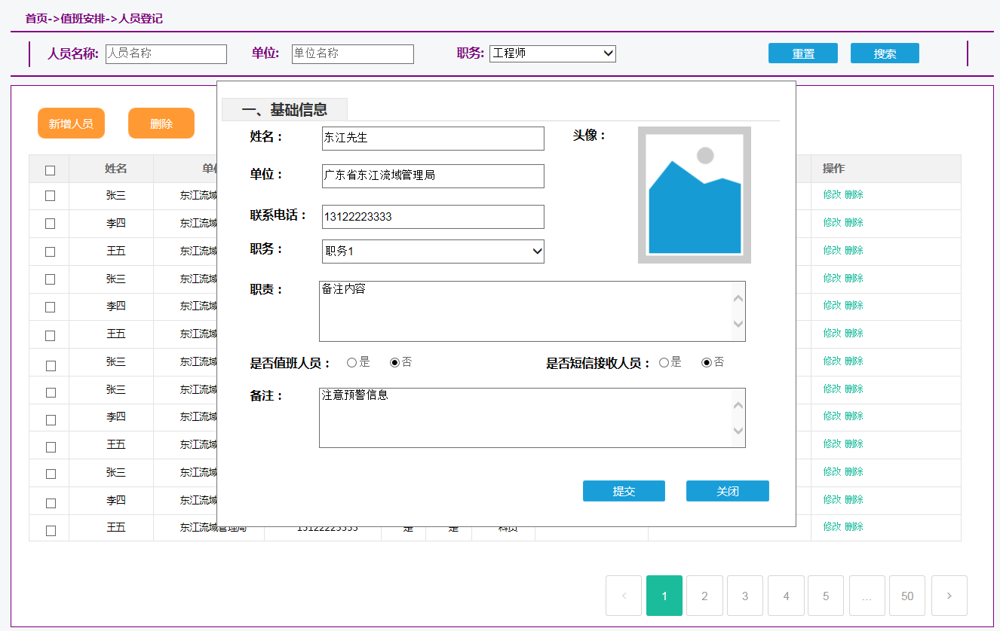 首页->值班安排->人员登记
人员名称: 人员名称 单位: 单位名称 职务: 工程师 重置 搜索
新增人员 删除
一、基础信息
姓名： 东江先生 头像：
单位： 广东省东江流域管理局
联系电话： 13122223333
职务： 职务1
职责： 备注内容
是否值班人员： 是 否 是否短信接收人员： 是 否
备注： 注意预警信息
提交 关闭
姓名 操作
张三 东江流域 修改 删除
李四 东江流域 修改 删除
王五 东江流域 修改 删除
张三 东江流域 修改 删除
李四 东江流域 修改 删除
王五 东江流域 修改 删除
张三 东江流域 修改 删除
张三 东江流域 修改 删除
李四 东江流域 修改 删除
王五 东江流域 修改 删除
张三 东江流域 修改 删除
李四 东江流域 修改 删除
王五 东江流域管理局 13122223333 是 是 科员 修改 删除
< 1 2 3 4 5 ... 50 >